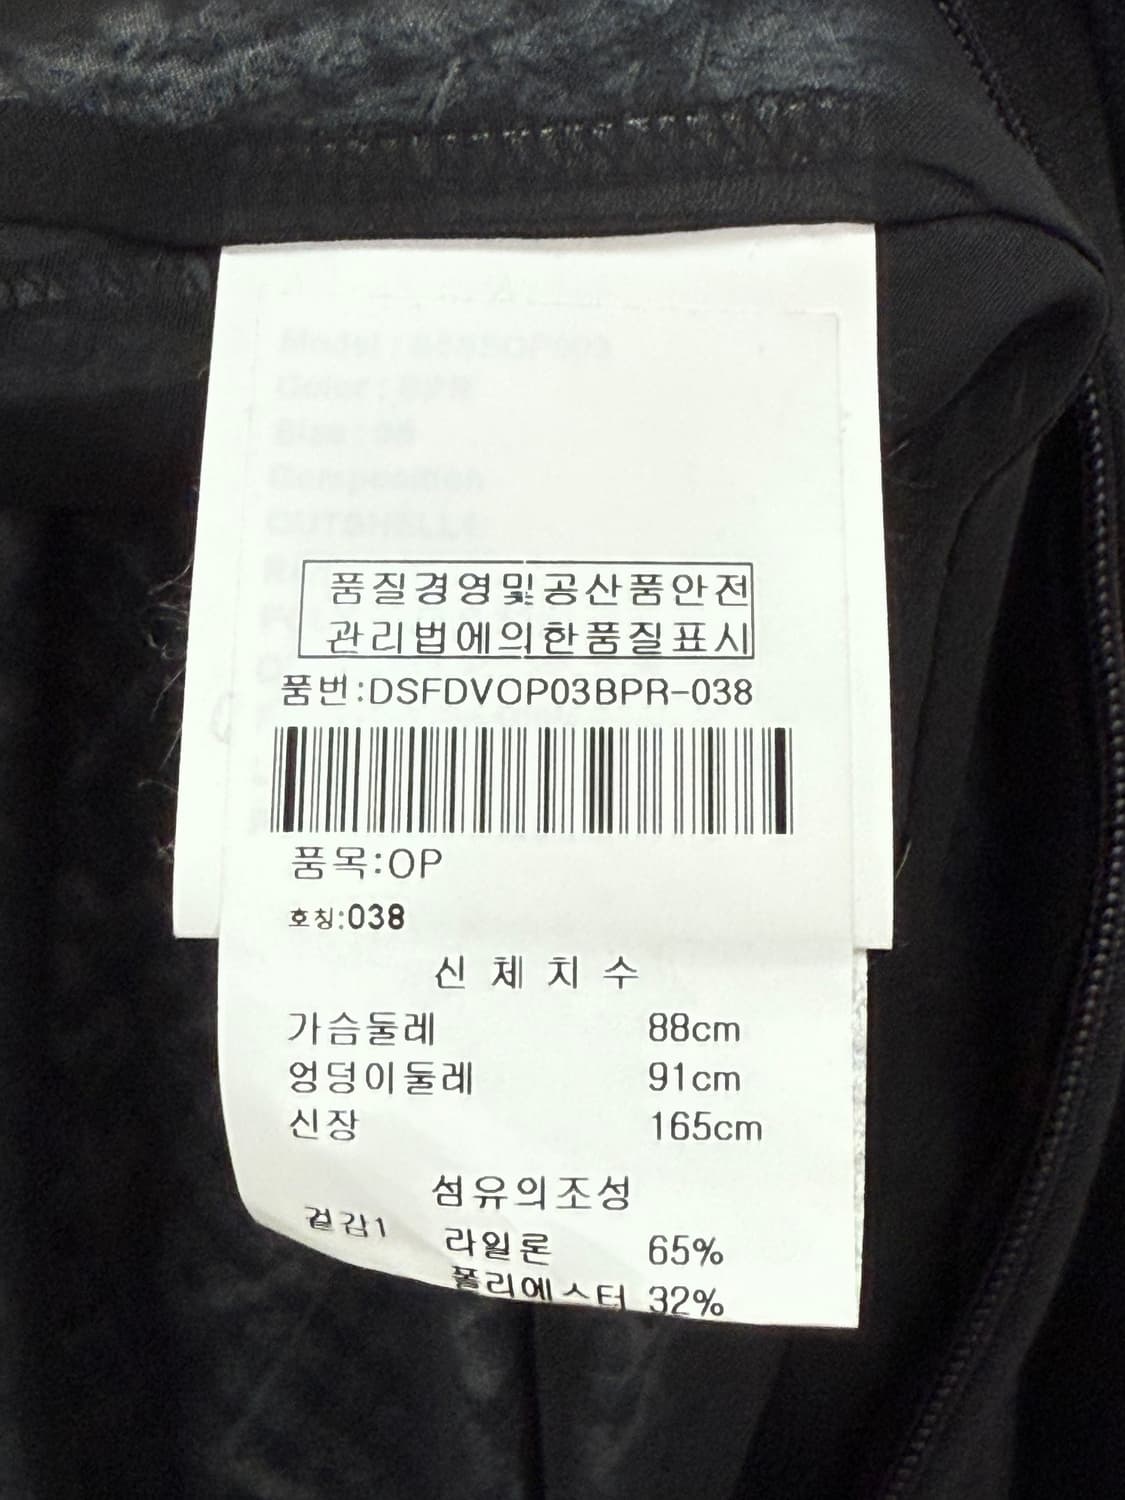 품질경영및공산품안전
관리법에의한품질표시
품번:DSFDVOP03BPR-038
품목:OP
호칭:038
신 체 치 수
가슴둘레 88cm
엉덩이둘레 91cm
신장 165cm
섬유의조성
겉감1 라일론 65%
폴리에스터 32%